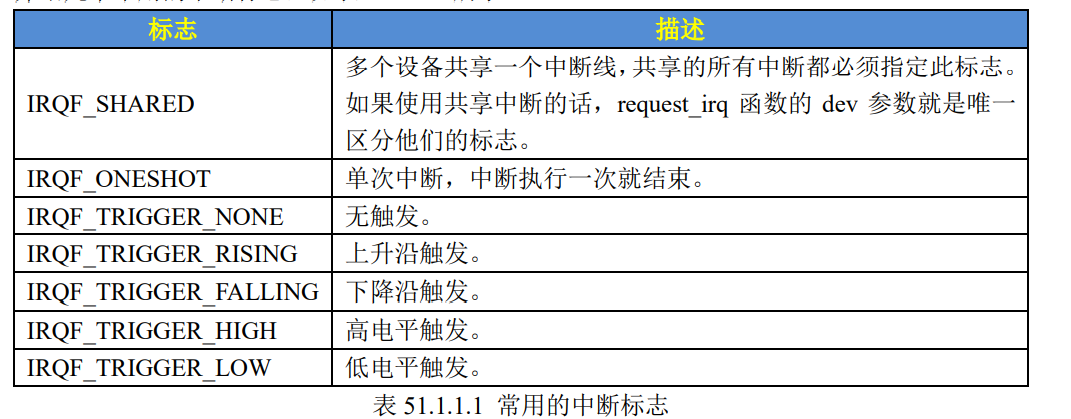 标志 描述
IRQF_SHARED
多个设备共享一个中断线，共享的所有中断都必须指定此标志。
如果使用共享中断的话，request_irq 函数的 dev 参数就是唯一
区分他们的标志。
IRQF_ONESHOT 单次中断，中断执行一次就结束。
IRQF_TRIGGER_NONE 无触发。
IRQF_TRIGGER_RISING 上升沿触发。
IRQF_TRIGGER_FALLING 下降沿触发。
IRQF_TRIGGER_HIGH 高电平触发。
IRQF_TRIGGER_LOW 低电平触发。
表 51.1.1.1 常用的中断标志